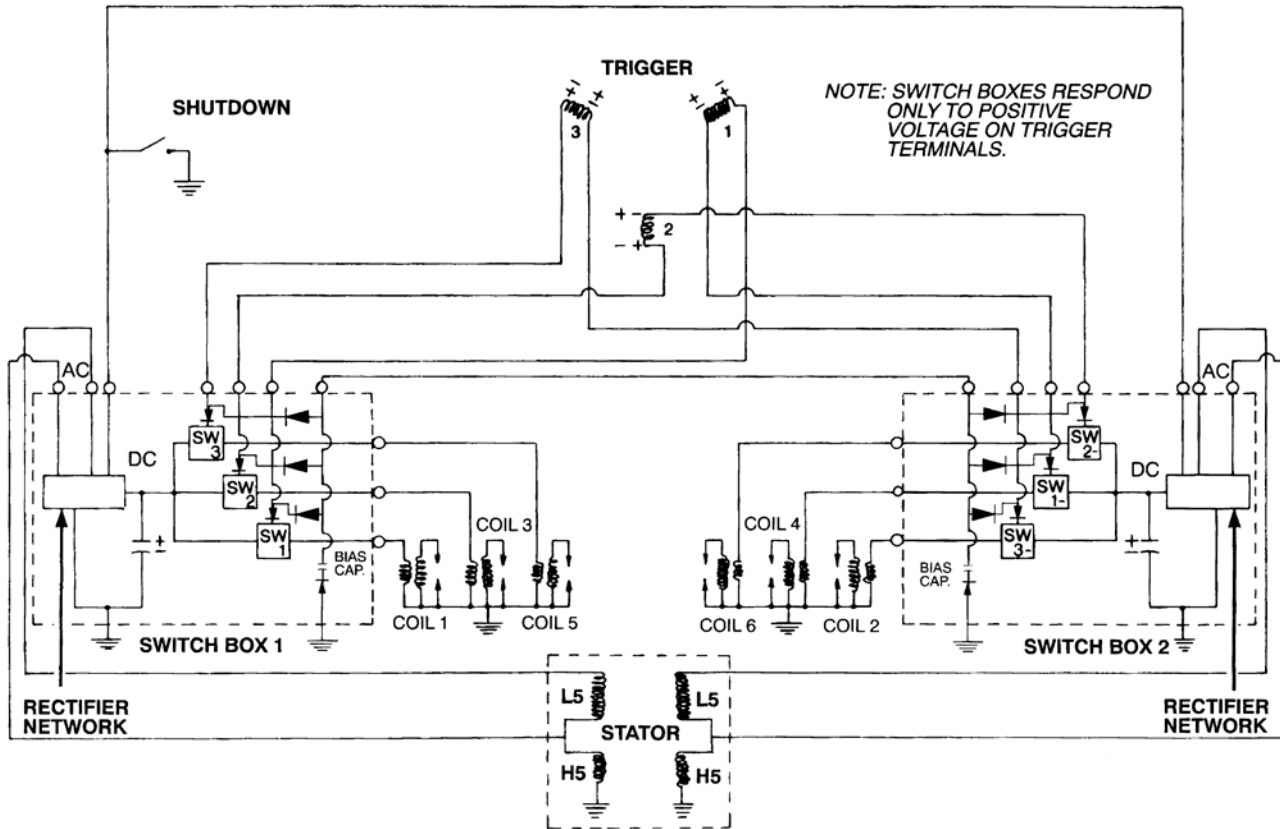 TRIGGER
NOTE: SWITCH BOXES RESPOND
ONLY TO POSITIVE
VOLTAGE ON TRIGGER
TERMINALS.
SHUTDOWN
- + - +
3
+ - + -
1
+ -
2
- +
AC
AC
DC
SW
3
SW
2
SW
1
+ -
BIAS
CAP.
COIL 3
COIL 1
COIL 5
COIL 4
COIL 6
COIL 2
BIAS
CAP.
SW
2-
SW
1-
SW
3-
DC
+ -
SWITCH BOX 1
SWITCH BOX 2
RECTIFIER
NETWORK
RECTIFIER
NETWORK
L5
L5
STATOR
H5
H5